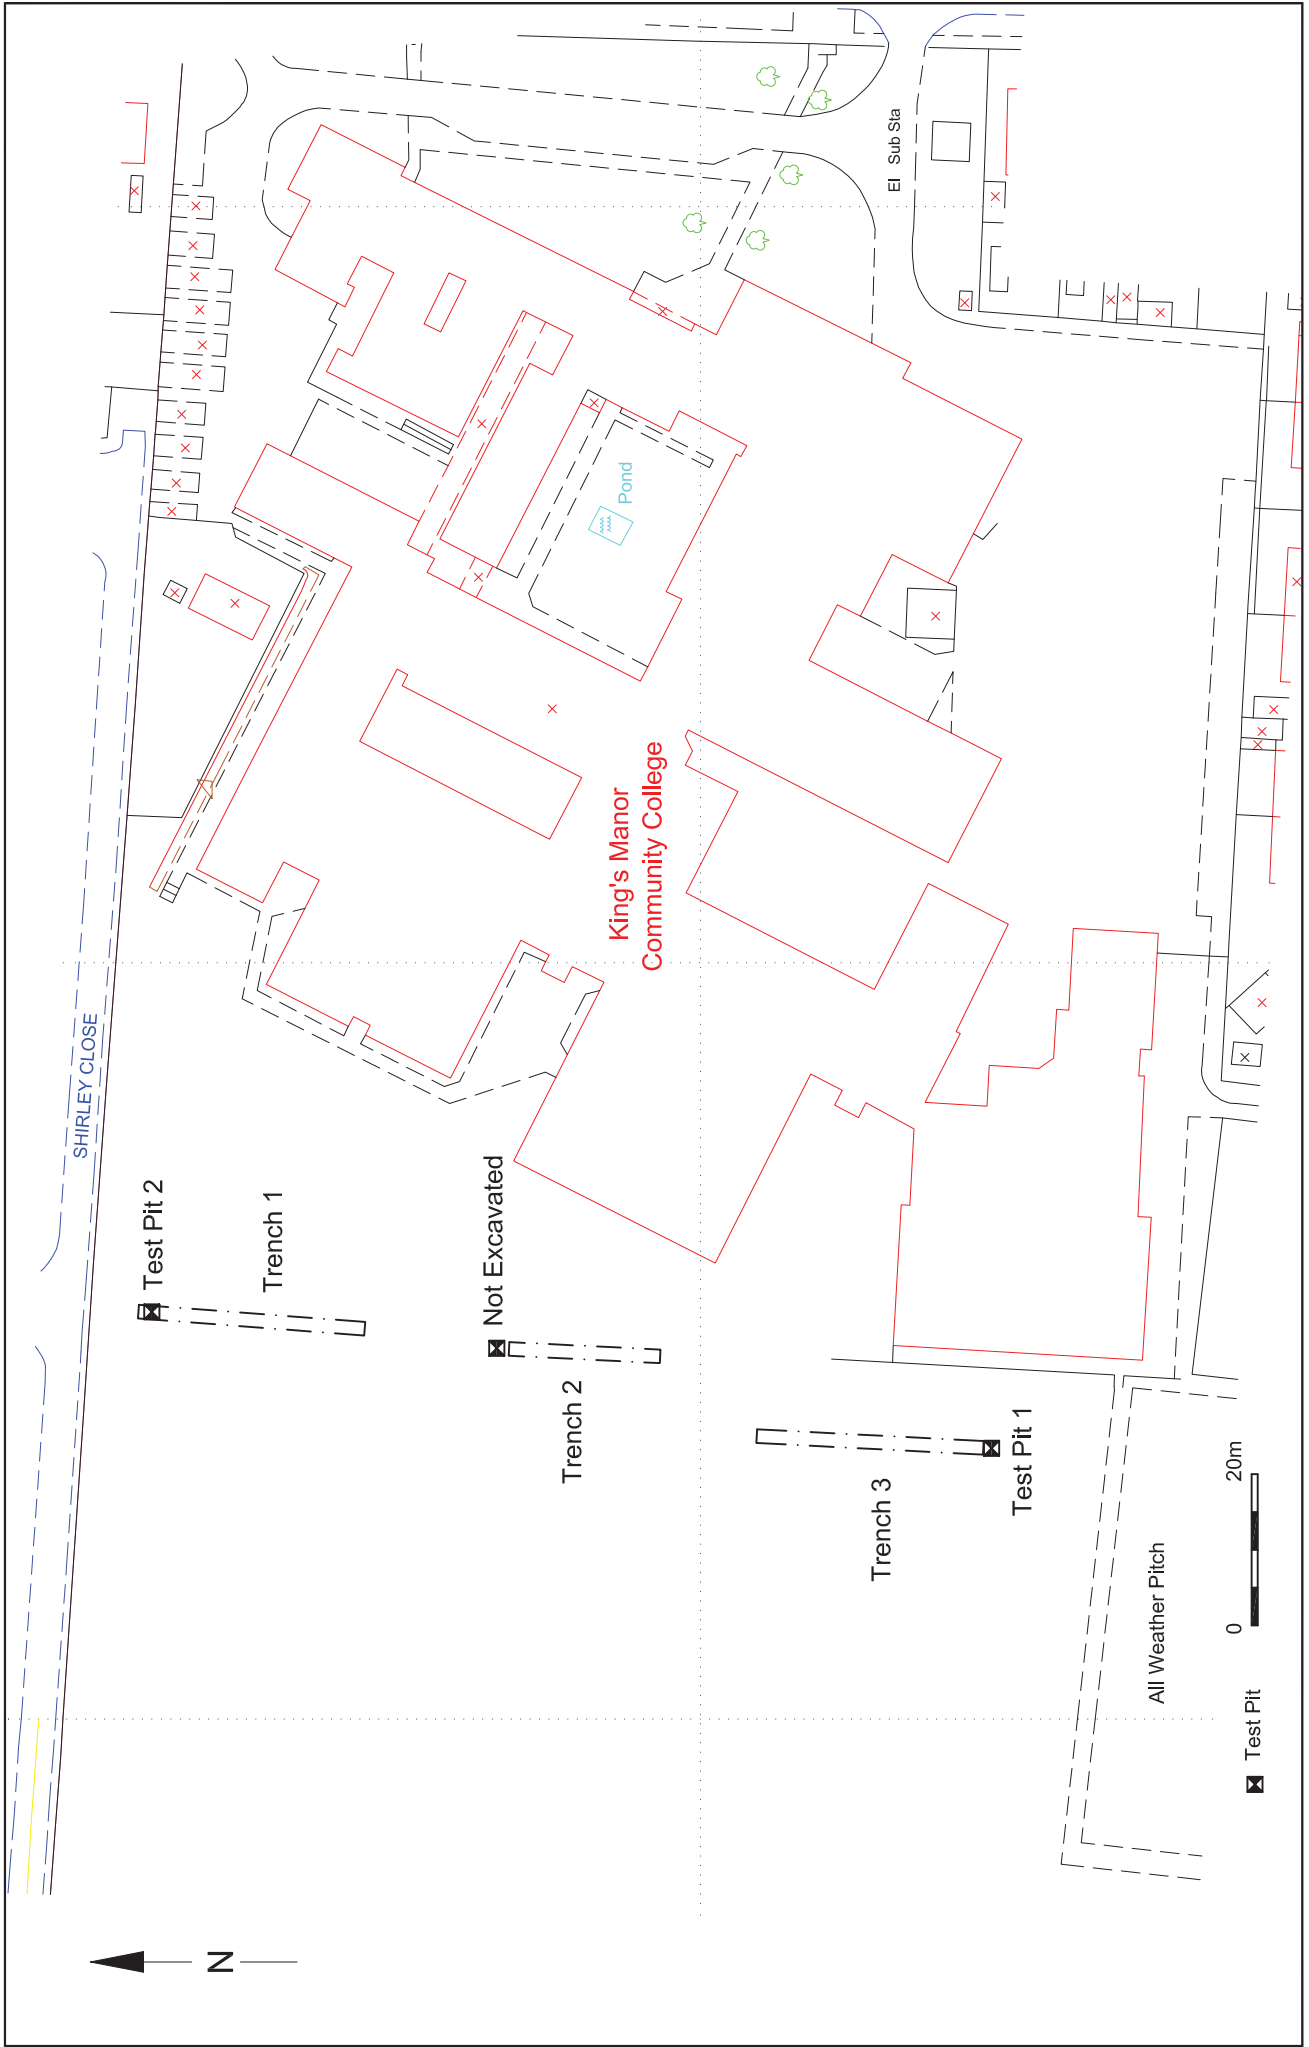 El Sub Sta
Pond
King's Manor
Community College
SHIRLEY CLOSE
Test Pit 2
Trench 1
Not Excavated
Trench 2
Trench 3
Test Pit 1
All Weather Pitch
0 20m
Test Pit
N